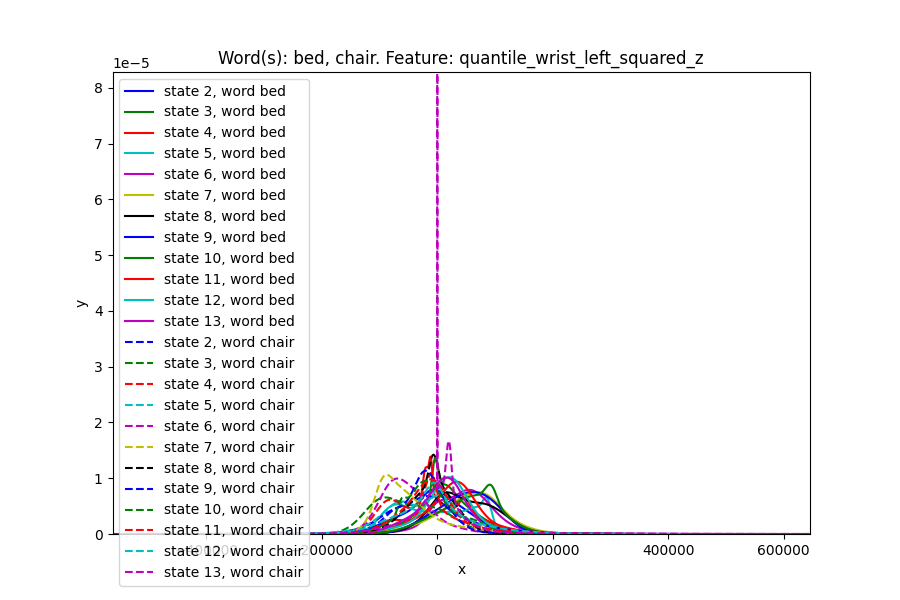 Word(s): bed, chair. Feature: quantile_wrist_left_squared_z
1e−5
8
7
6
5
4
3
2
1
0
y
state 2, word bed
state 3, word bed
state 4, word bed
state 5, word bed
state 6, word bed
state 7, word bed
state 8, word bed
state 9, word bed
state 10, word bed
state 11, word bed
state 12, word bed
state 13, word bed
state 2, word chair
state 3, word chair
state 4, word chair
state 5, word chair
state 6, word chair
state 7, word chair
state 8, word chair
state 9, word chair
state 10, word chair
state 11, word chair
state 12, word chair
state 13, word chair
0
200000
400000
600000
x